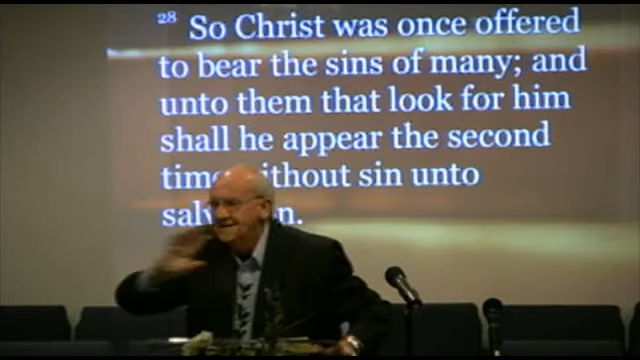 28 So Christ was once offered
to bear the sins of many; and
unto them that look for him
shall he appear the second
without sin unto